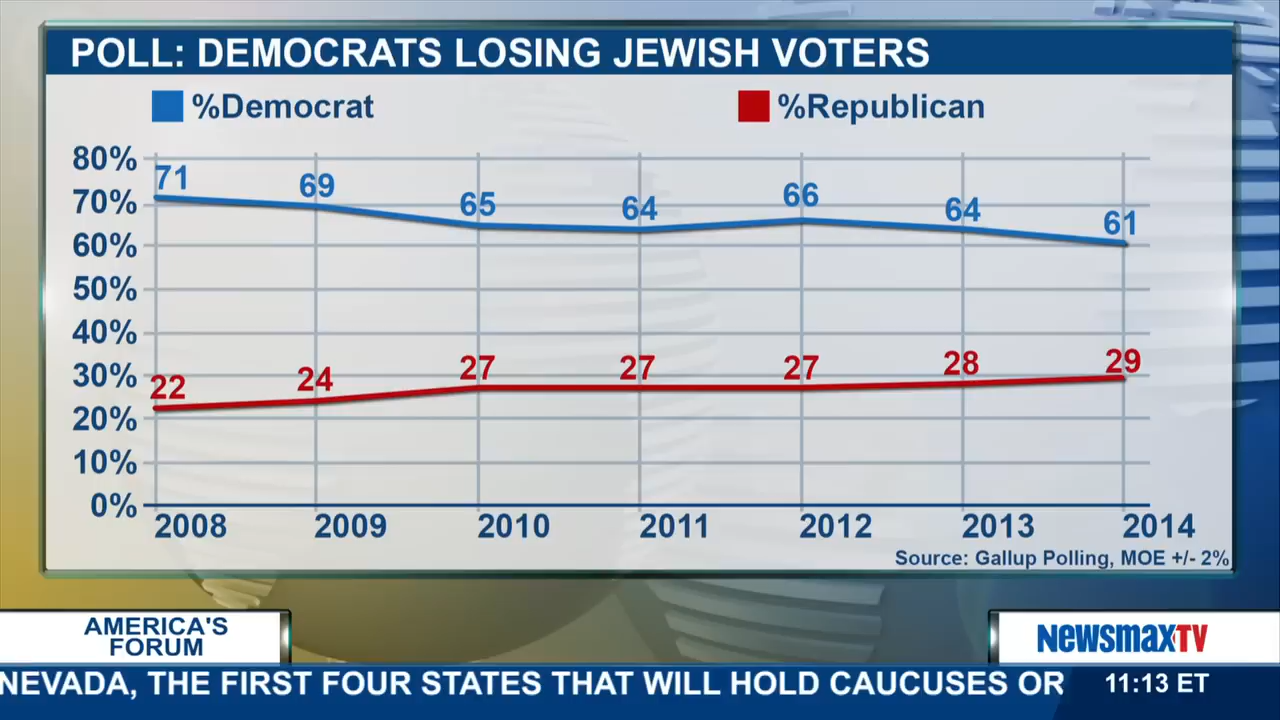 POLL: DEMOCRATS LOSING JEWISH VOTERS
%Democrat %Republican
80%
70%
60%
50%
40%
30%
20%
10%
0%
71 69 65 64 66 64 61
22 24 27 27 27 28 29
2008 2009 2010 2011 2012 2013 2014
Source: Gallup Polling, MOE +/- 2%
AMERICA'S
FORUM
NEWSMAXTV
NEVADA, THE FIRST FOUR STATES THAT WILL HOLD CAUCUSES OR
11:13 ET